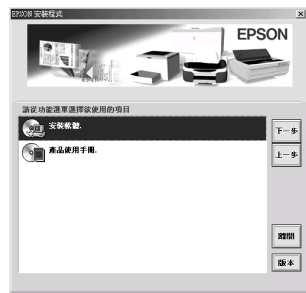 EPSON 安裝程式
EPSON
請從功能選單選擇欲使用的項目
安裝軟體.
產品使用手冊.
下一步
上一步
離開
版本